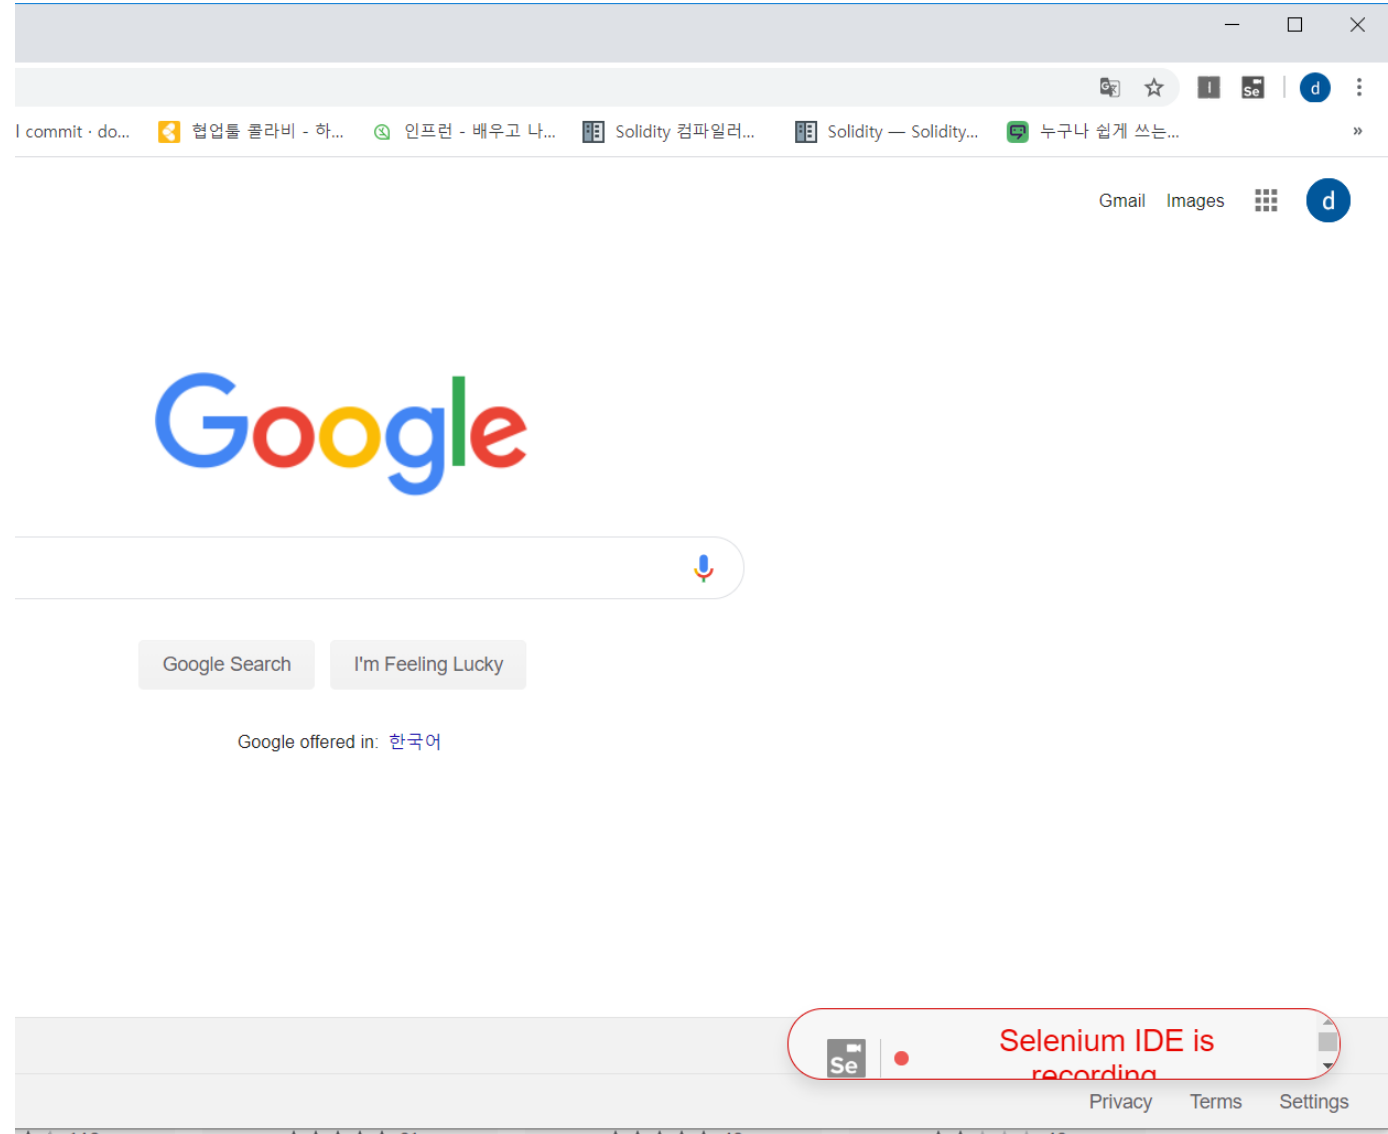 Se
d
l commit · do...
협업툴 콜라비 - 하...
인프런 - 배우고 나...
Solidity 컴파일러...
Solidity — Solidity...
누구나 쉽게 쓰는...
»
Gmail
Images
d
Google
Google Search
I'm Feeling Lucky
Google offered in: 한국어
Se
Selenium IDE is
recording
Privacy
Terms
Settings